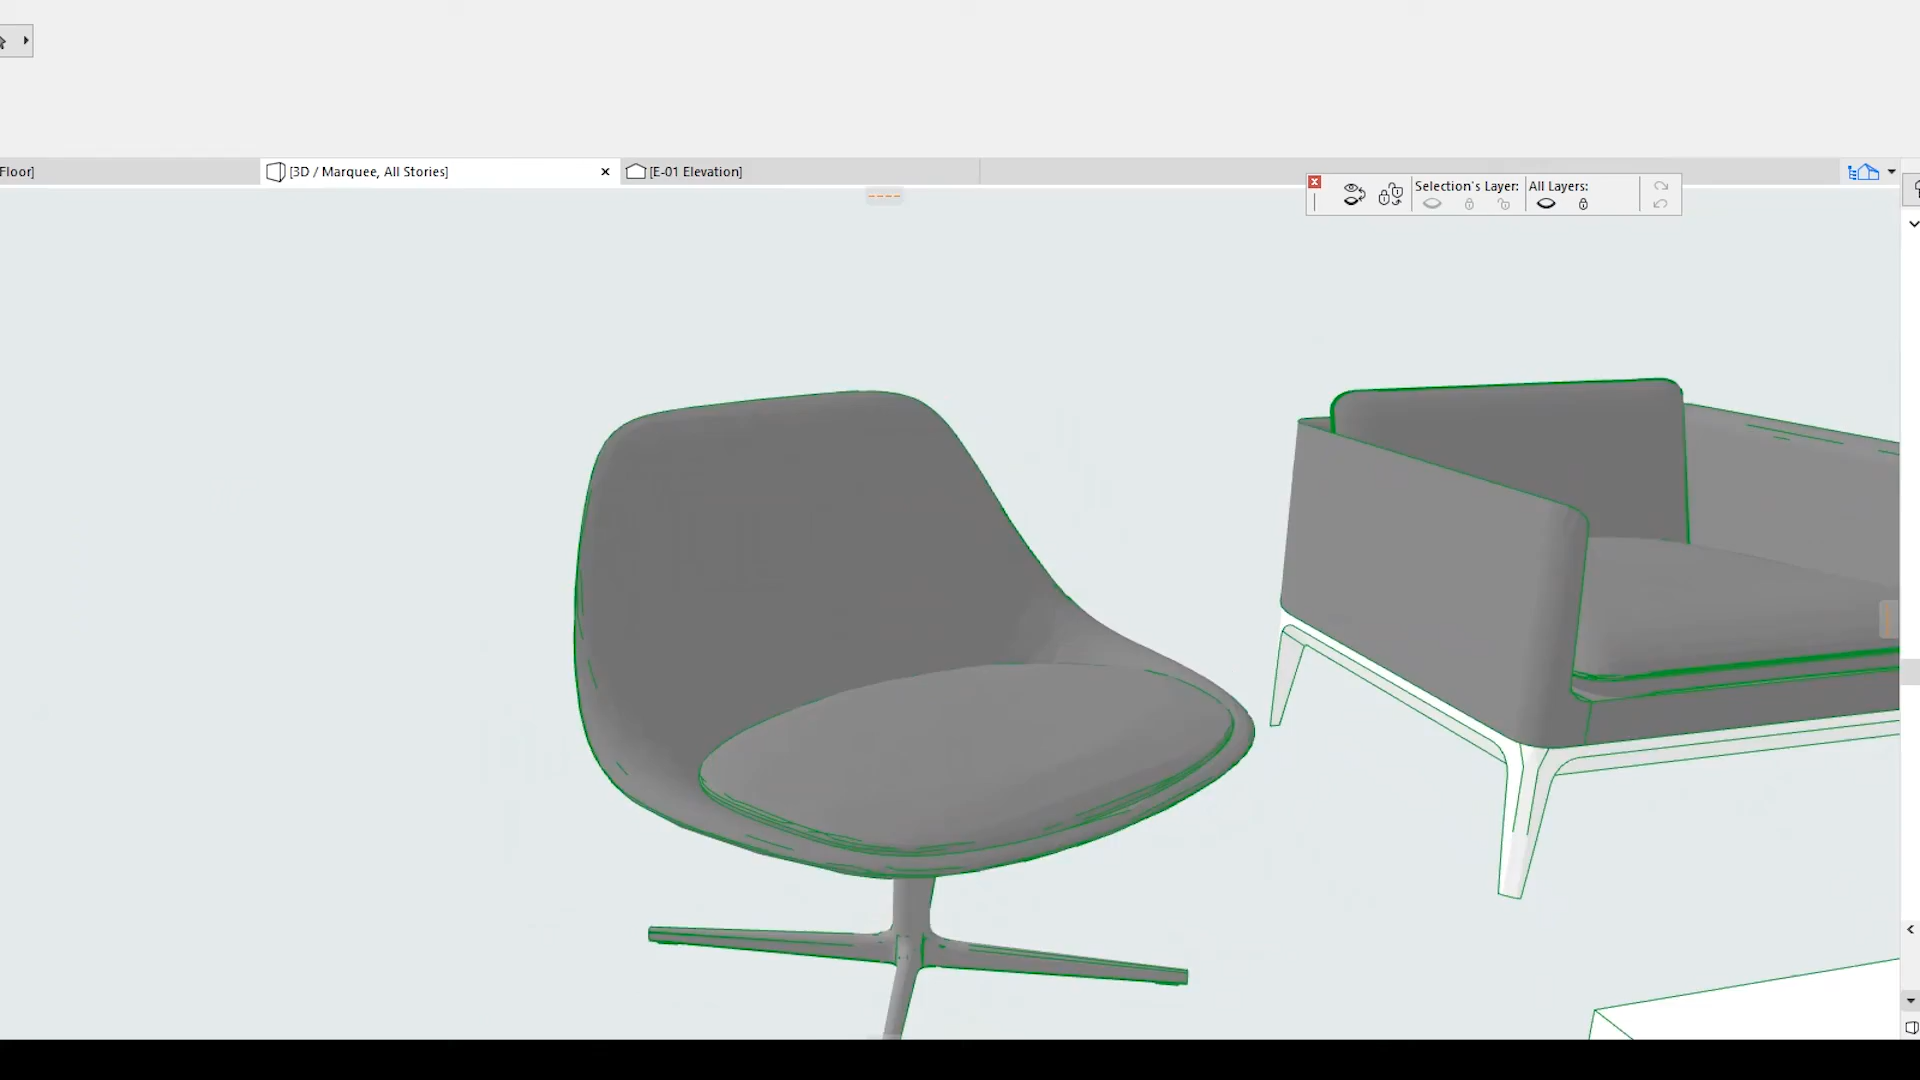 Floor]
[3D / Marquee, All Stories]
[E-01 Elevation]
Selection's Layer:
All Layers: